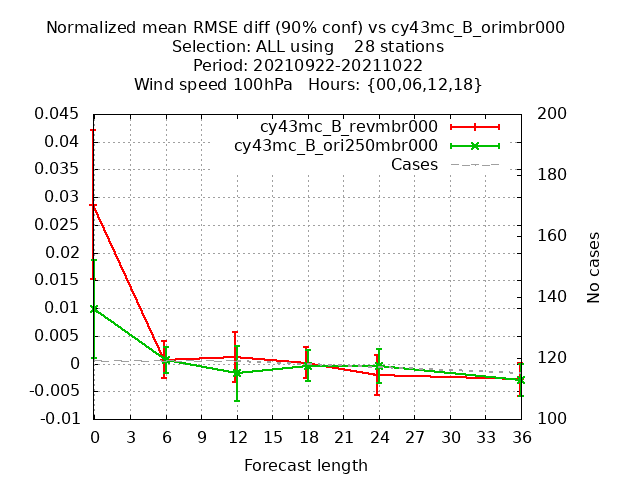 Normalized mean RMSE diff (90% conf) vs cy43mc_B_orimbr000
Selection: ALL using    28 stations
Period: 20210922-20211022
Wind speed 100hPa   Hours: {00,06,12,18}
0.045
0.04
0.035
0.03
0.025
0.02
0.015
0.01
0.005
0
-0.005
-0.01
cy43mc_B_revmbr000
cy43mc_B_ori250mbr000
Cases
200
180
160
140
120
100
No cases
0 3 6 9 12 15 18 21 24 27 30 33 36
Forecast length